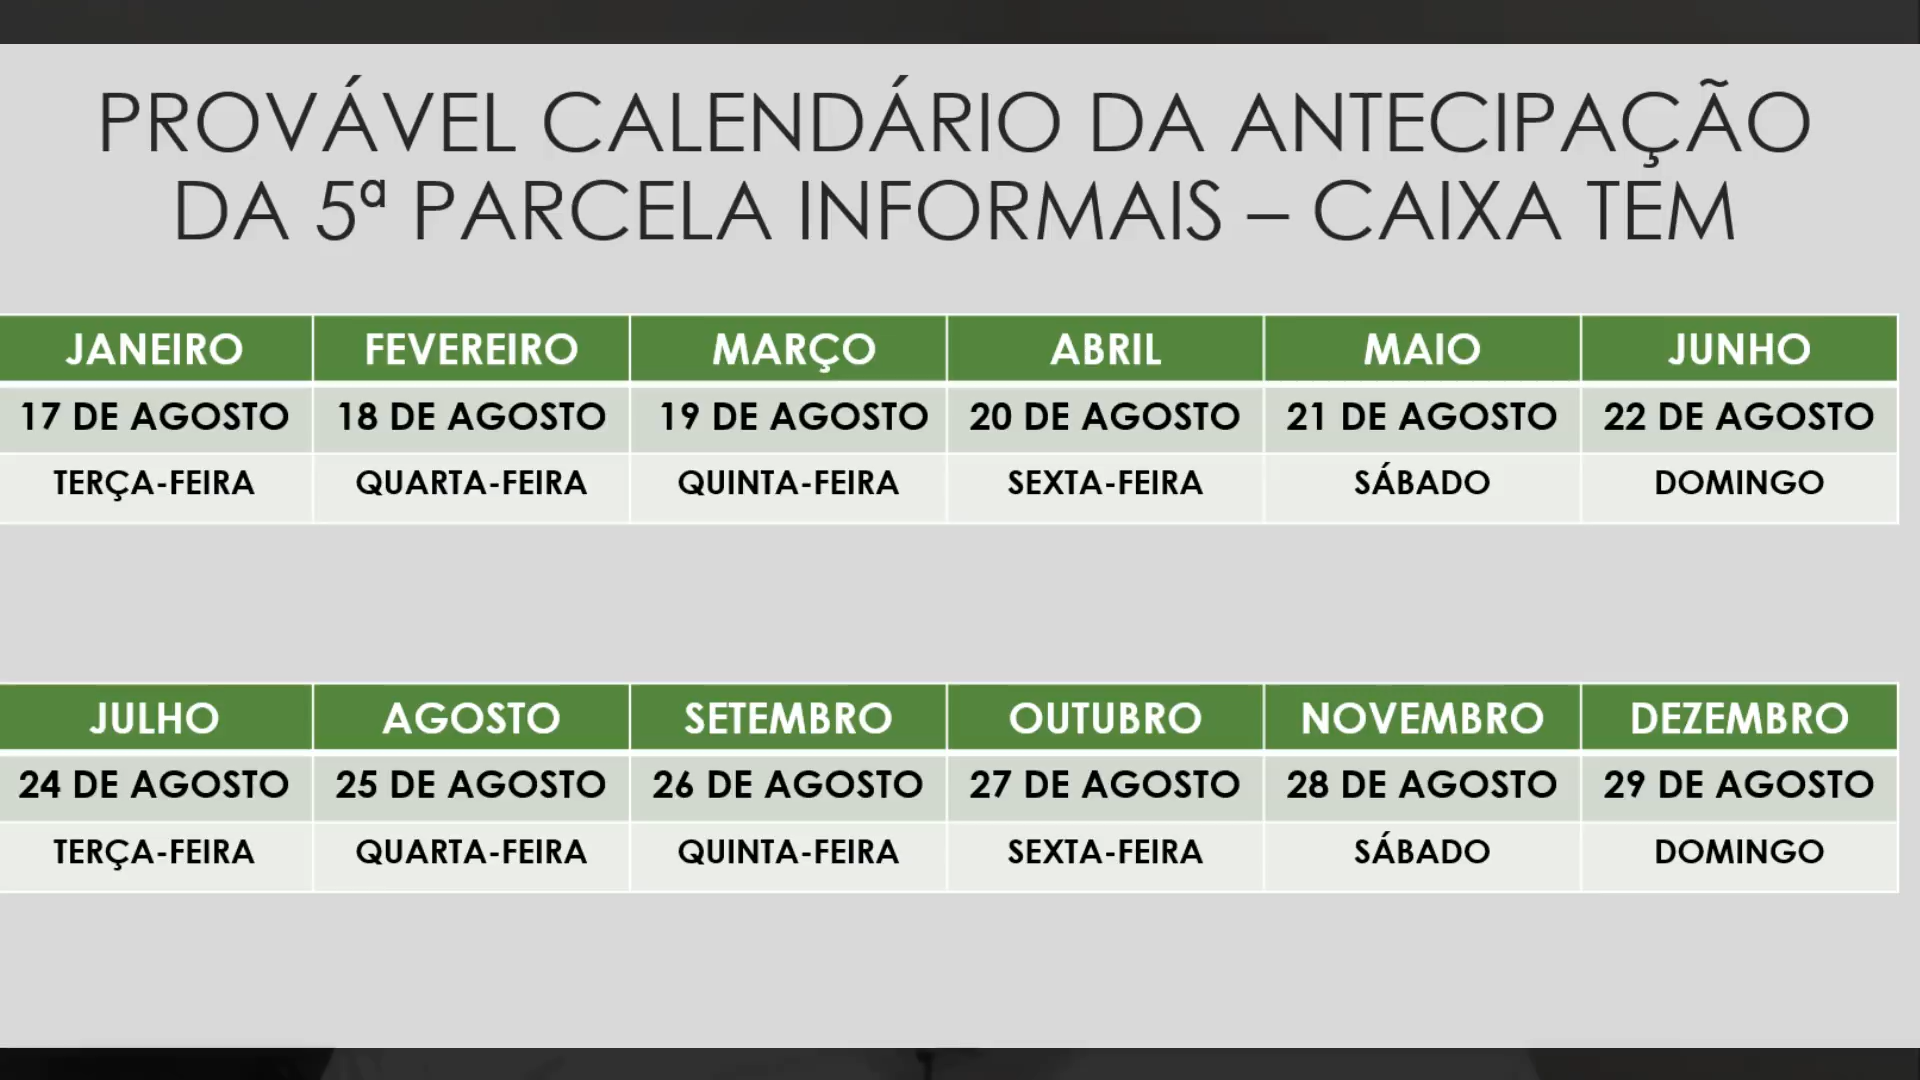 PROVÁVEL CALENDÁRIO DA ANTECIPAÇÃO
DA 5ª PARCELA INFORMAIS – CAIXA TEM
JANEIRO FEVEREIRO MARÇO ABRIL MAIO JUNHO
17 DE AGOSTO 18 DE AGOSTO 19 DE AGOSTO 20 DE AGOSTO 21 DE AGOSTO 22 DE AGOSTO
TERÇA-FEIRA QUARTA-FEIRA QUINTA-FEIRA SEXTA-FEIRA SÁBADO DOMINGO
JULHO AGOSTO SETEMBRO OUTUBRO NOVEMBRO DEZEMBRO
24 DE AGOSTO 25 DE AGOSTO 26 DE AGOSTO 27 DE AGOSTO 28 DE AGOSTO 29 DE AGOSTO
TERÇA-FEIRA QUARTA-FEIRA QUINTA-FEIRA SEXTA-FEIRA SÁBADO DOMINGO